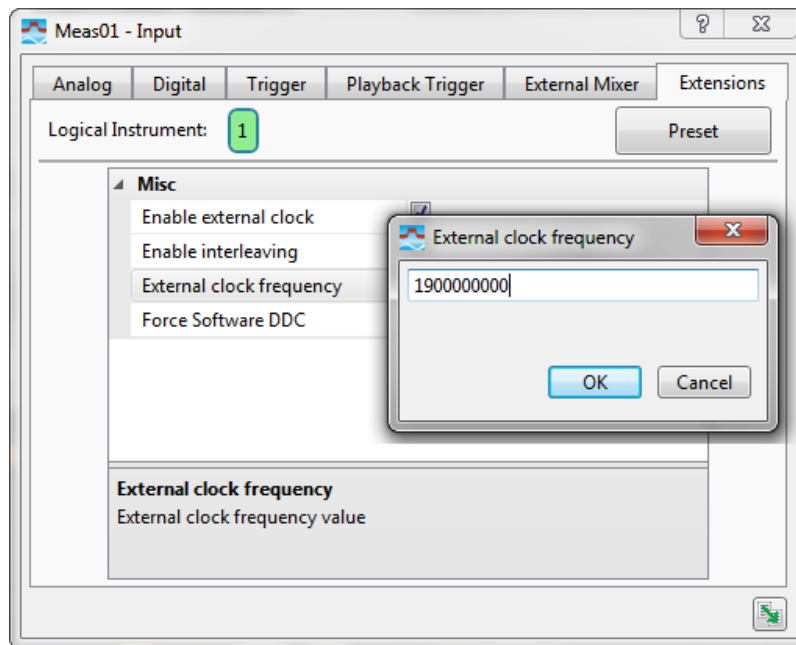 Meas01 - Input
Analog Digital Trigger Playback Trigger External Mixer Extensions
Logical Instrument: 1 Preset
Misc
Enable external clock
Enable interleaving
External clock frequency
Force Software DDC
External clock frequency
1900000000
OK Cancel
External clock frequency
External clock frequency value